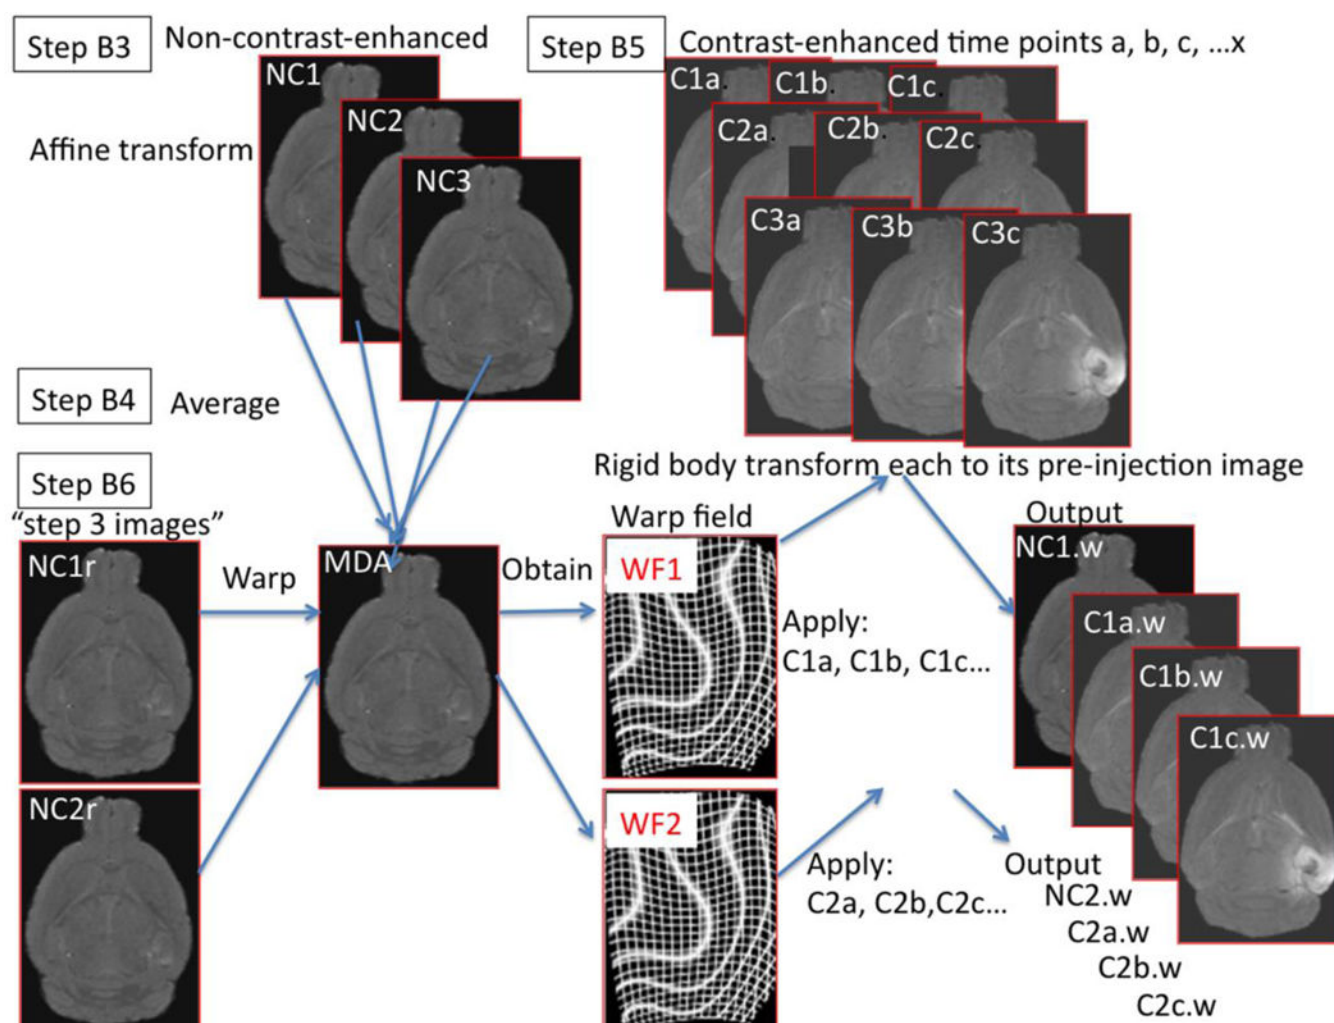 Step B3
Non-contrast-enhanced
NC1
NC2
NC3
Affine transform
Step B5
Contrast-enhanced time points a, b, c, ...x
C1a.
C1b.
C1c.
C2a.
C2b.
C2c.
C3a
C3b
C3c
Step B4
Average
Rigid body transform each to its pre-injection image
Step B6
“step 3 images”
NC1r
Warp
MDA
Obtain
Warp field
WF1
Apply:
C1a, C1b, C1c...
Output
NC1.w
C1a.w
C1b.w
C1c.w
NC2r
WF2
Apply:
C2a, C2b,C2c...
Output
NC2.w
C2a.w
C2b.w
C2c.w